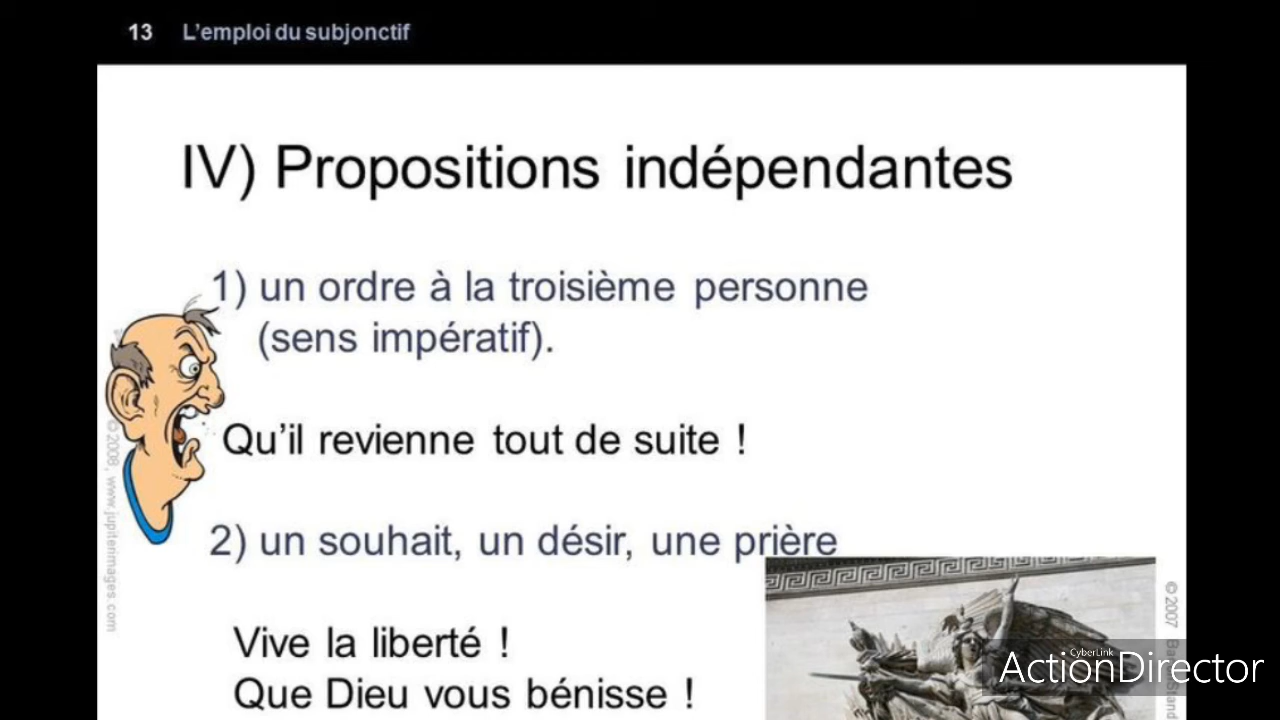 13 L'emploi du subjonctif
IV) Propositions indépendantes
1) un ordre à la troisième personne
(sens impératif).
Qu'il revienne tout de suite !
2) un souhait, un désir, une prière
Vive la liberté !
Que Dieu vous bénisse !
© 2008, www.jupiterimages.com
© 2007
CyberLink
ActionDirector